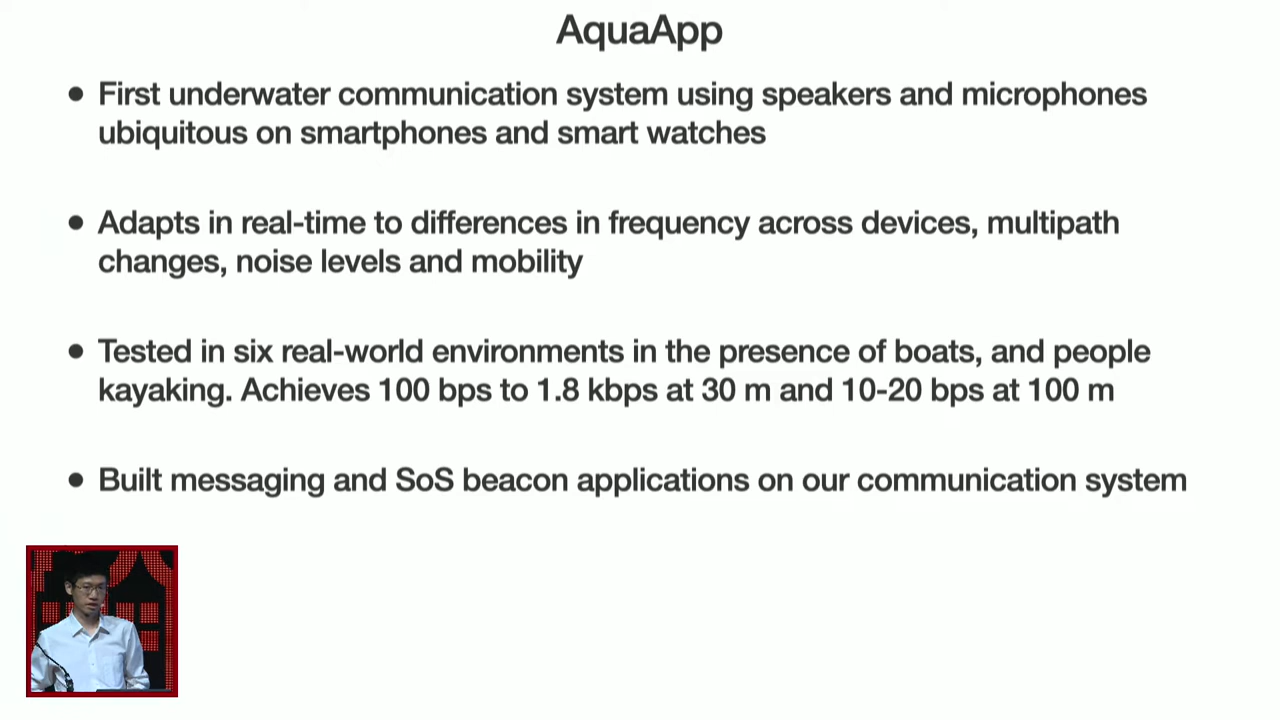 AquaApp
● First underwater communication system using speakers and microphones
ubiquitous on smartphones and smart watches
● Adapts in real-time to differences in frequency across devices, multipath
changes, noise levels and mobility
● Tested in six real-world environments in the presence of boats, and people
kayaking. Achieves 100 bps to 1.8 kbps at 30 m and 10-20 bps at 100 m
● Built messaging and SoS beacon applications on our communication system